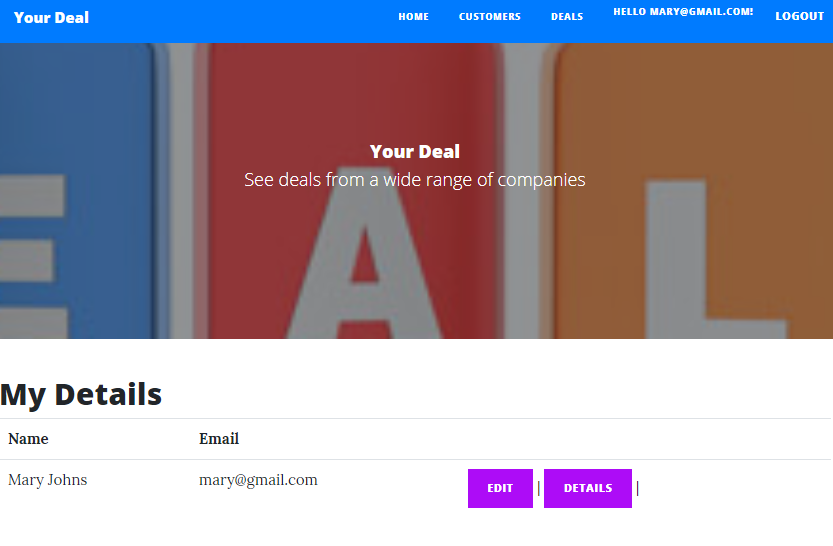 Your Deal HOME CUSTOMERS DEALS HELLO MARY@GMAIL.COM! LOGOUT
E A L
Your Deal
See deals from a wide range of companies
My Details
Name Email
Mary Johns mary@gmail.com EDIT | DETAILS |